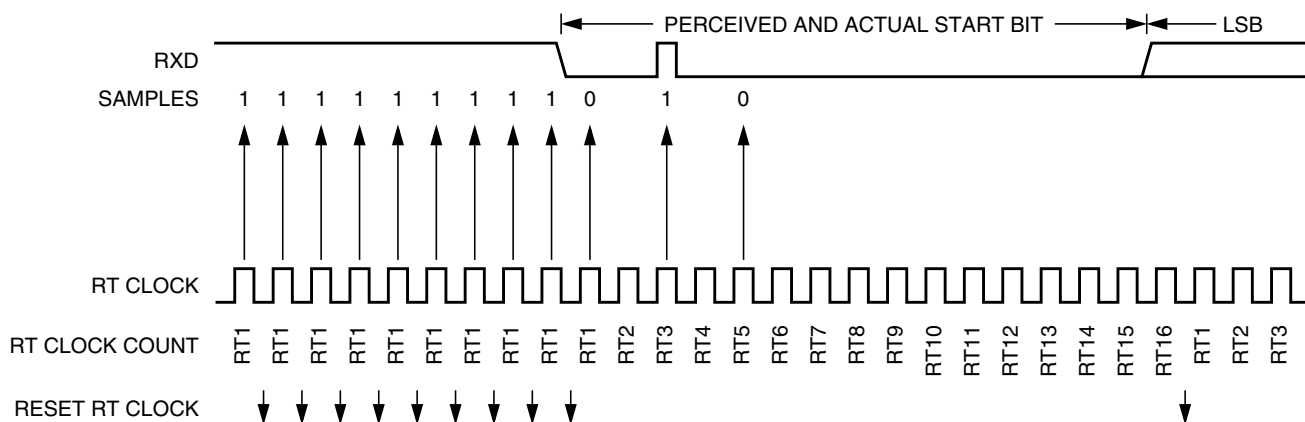 PERCEIVED AND ACTUAL START BIT LSB
RXD
SAMPLES 1 1 1 1 1 1 1 1 1 0 1 0
RT CLOCK
RT CLOCK COUNT RT1 RT1 RT1 RT1 RT1 RT1 RT1 RT1 RT1 RT1 RT2 RT3 RT4 RT5 RT6 RT7 RT8 RT9 RT10 RT11 RT12 RT13 RT14 RT15 RT16 RT1 RT2 RT3
RESET RT CLOCK